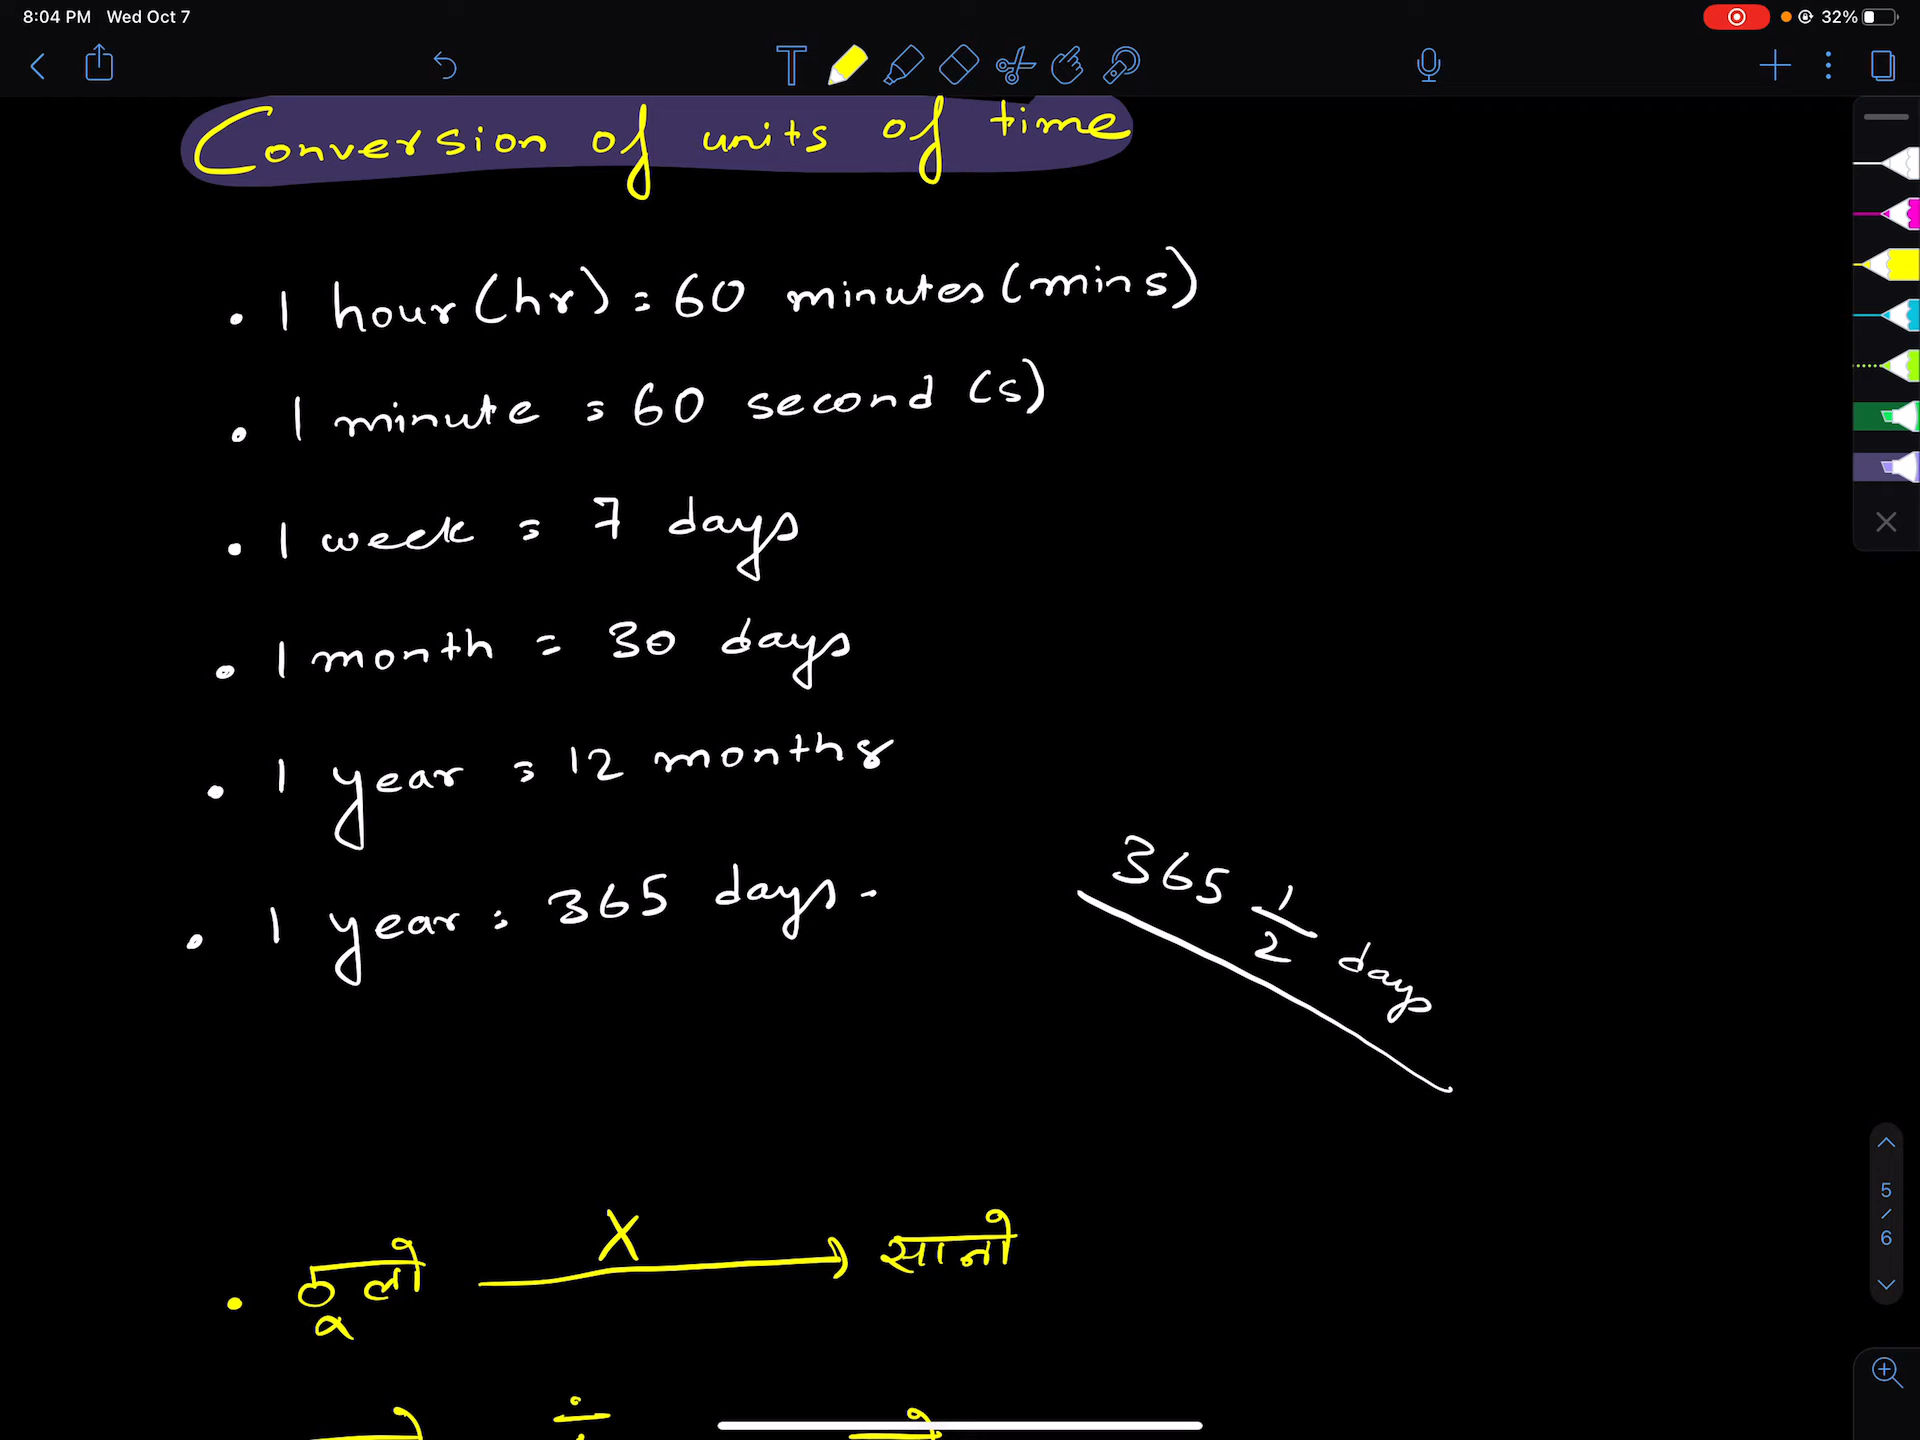 8:04 PM Wed Oct 7
32%
Conversion of units of time
• 1 hour (hr) = 60 minutes (mins)
• 1 minute = 60 second (s)
• 1 week = 7 days
• 1 month = 30 days
• 1 year = 12 months
• 1 year = 365 days.
365 1/2 days
• ठूलो X → सानो
÷
5
/
6